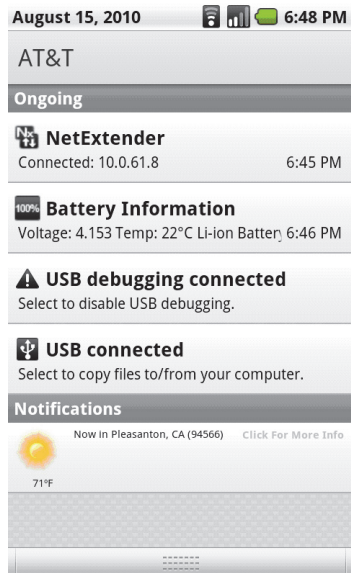 August 15, 2010 6:48 PM
AT&T
Ongoing
Nx NetExtender
Connected: 10.0.61.8 6:45 PM
100% Battery Information
Voltage: 4.153 Temp: 22°C Li-ion Battery 6:46 PM
USB debugging connected
Select to disable USB debugging.
USB connected
Select to copy files to/from your computer.
Notifications
Now in Pleasanton, CA (94566) Click For More Info
71°F